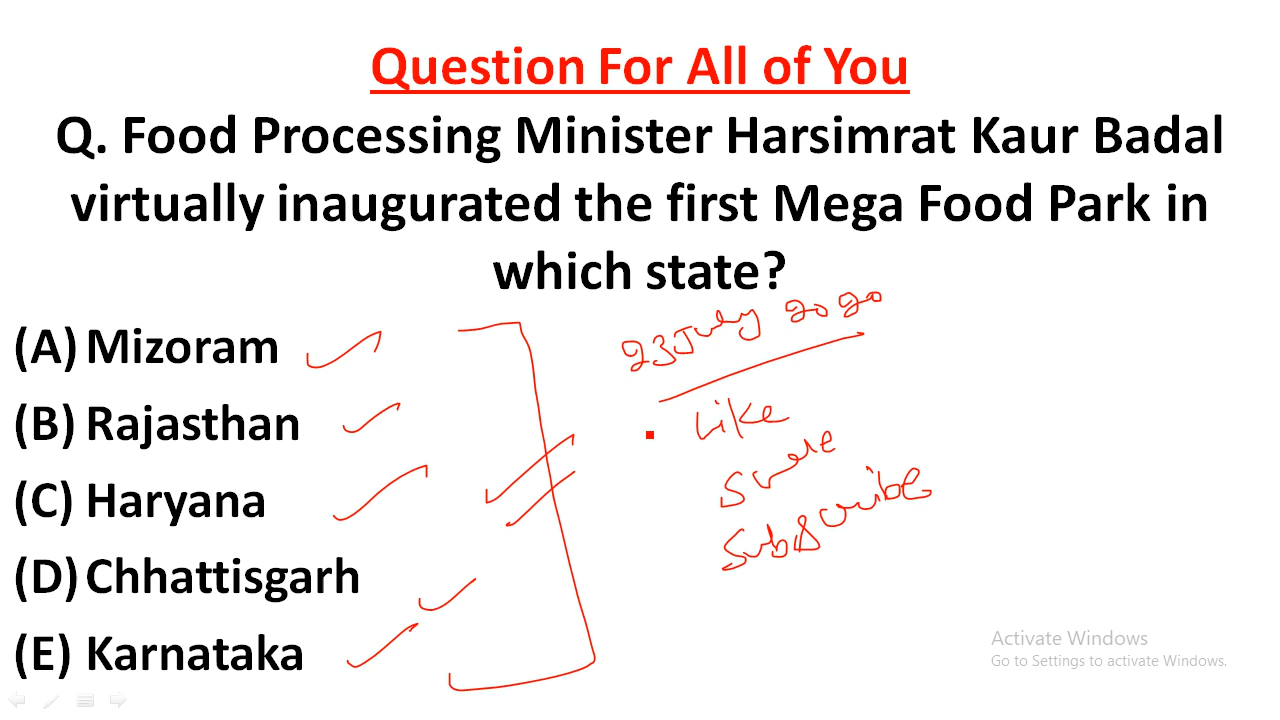 Question For All of You
Q. Food Processing Minister Harsimrat Kaur Badal
virtually inaugurated the first Mega Food Park in
which state?
(A) Mizoram
(B) Rajasthan
(C) Haryana
(D) Chhattisgarh
(E) Karnataka
23 July 2020
Like
Share
Subscribe
Activate Windows
Go to Settings to activate Windows.